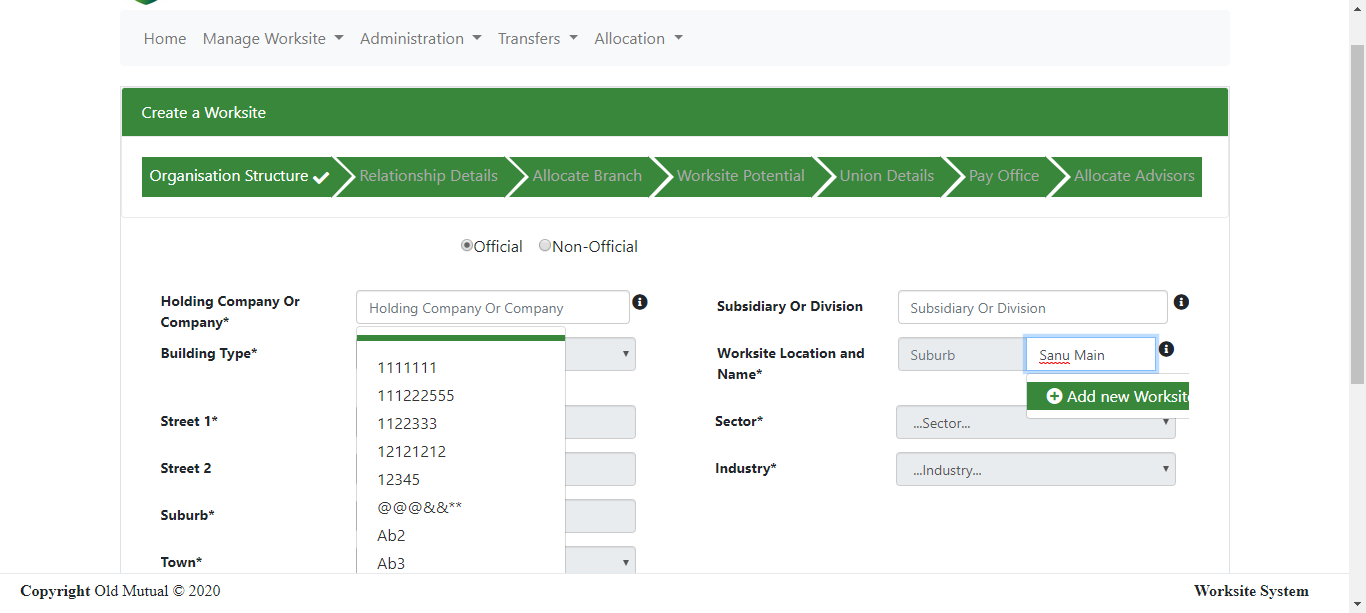 Home Manage Worksite Administration Transfers Allocation
Create a Worksite
Organisation Structure Relationship Details Allocate Branch Worksite Potential Union Details Pay Office Allocate Advisors
Official Non-Official
Holding Company Or
Company*
Holding Company Or Company
Subsidiary Or Division
Subsidiary Or Division
Building Type*
Worksite Location and
Name*
Suburb
Sanu Main
Add new Worksite
1111111
111222555
1122333
12121212
12345
@@@&&**
Ab2
Ab3
Street 1*
Sector*
...Sector...
Street 2
Industry*
...Industry...
Suburb*
Town*
Copyright Old Mutual © 2020
Worksite System